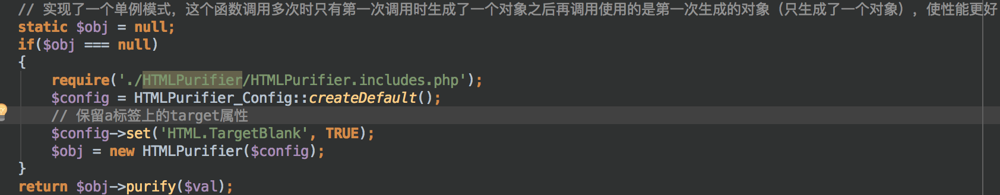 // 实现了一个单例模式，这个函数调用多次时只有第一次调用时生成了一个对象之后再调用使用的是第一次生成的对象（只生成了一个对象），使性能更好
static $obj = null;
if($obj === null)
{
require('./HTMLPurifier/HTMLPurifier.includes.php');
$config = HTMLPurifier_Config::createDefault();
// 保留a标签上的target属性
$config->set('HTML.TargetBlank', TRUE);
$obj = new HTMLPurifier($config);
}
return $obj->purify($val);